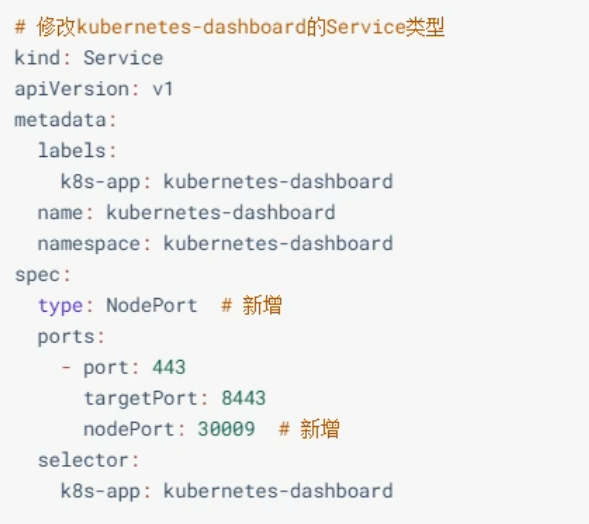 # 修改kubernetes-dashboard的Service类型
kind: Service
apiVersion: v1
metadata:
  labels:
    k8s-app: kubernetes-dashboard
  name: kubernetes-dashboard
  namespace: kubernetes-dashboard
spec:
  type: NodePort  # 新增
  ports:
    - port: 443
      targetPort: 8443
      nodePort: 30009  # 新增
  selector:
    k8s-app: kubernetes-dashboard